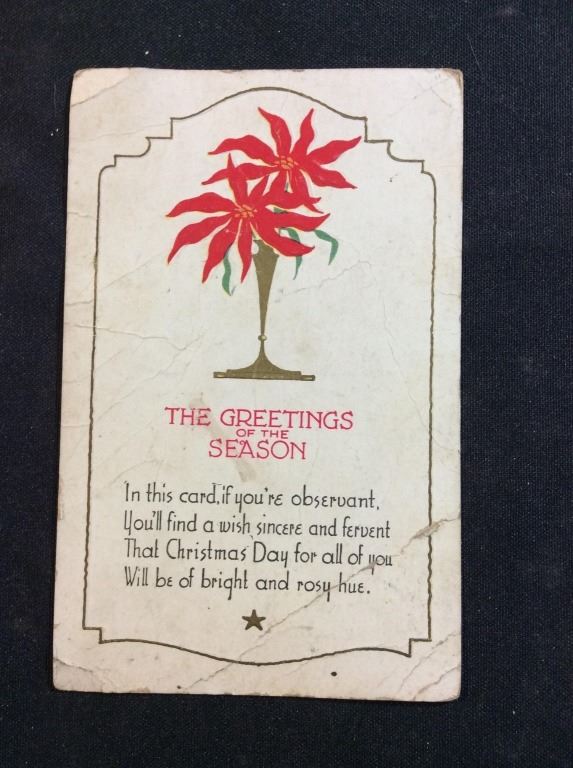 THE GREETINGS
OF THE
SEASON
In this card, if you're observant,
You'll find a wish sincere and fervent
That Christmas Day for all of you
Will be of bright and rosy hue.